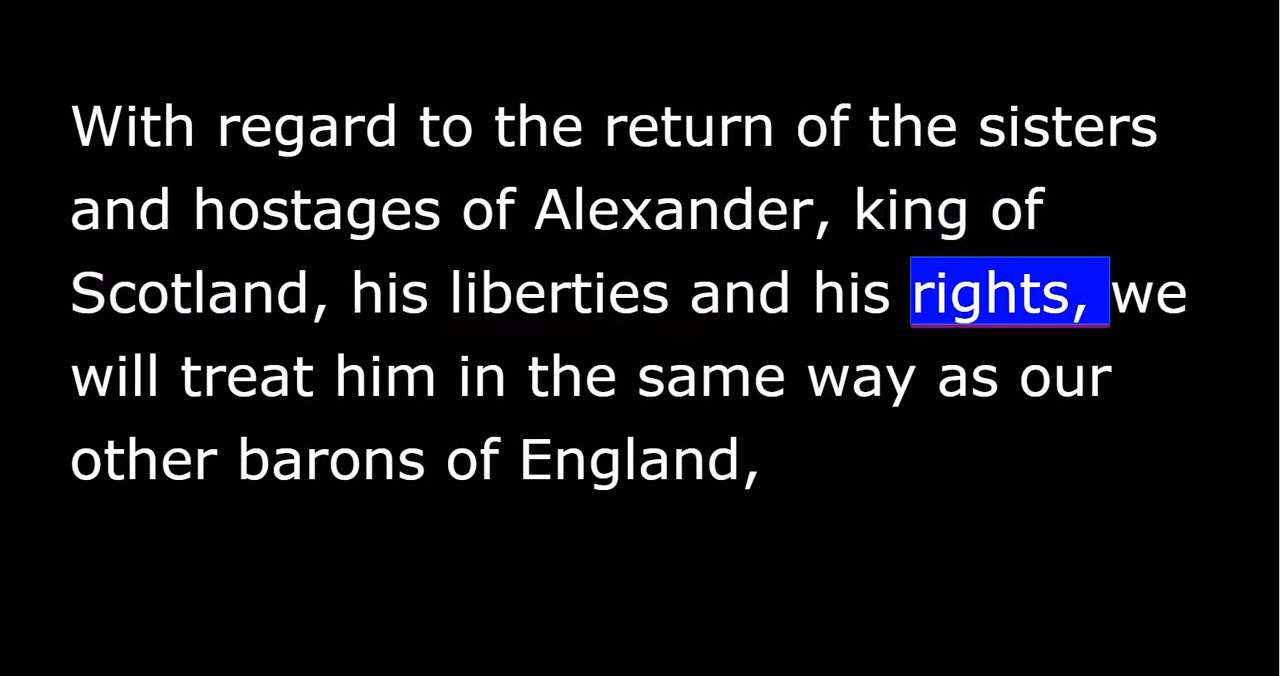 With regard to the return of the sisters
and hostages of Alexander, king of
Scotland, his liberties and his rights, we
will treat him in the same way as our
other barons of England,